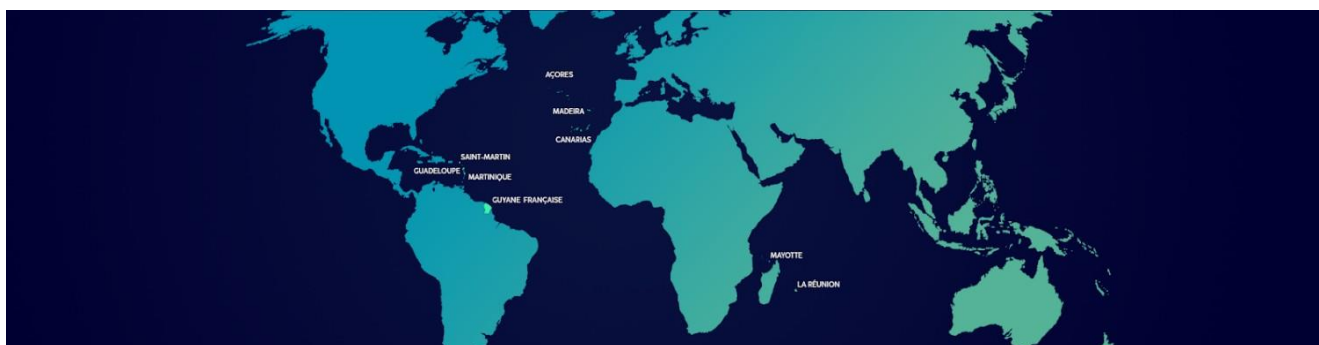 AÇORES
MADEIRA
CANARIAS
SAINT-MARTIN
GUADELOUPE
MARTINIQUE
GUYANE FRANÇAISE
MAYOTTE
LA RÉUNION